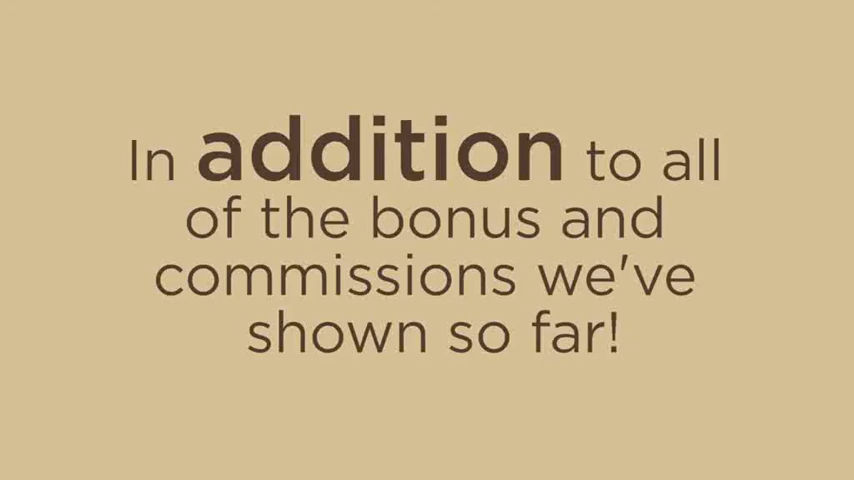 In addition to all
of the bonus and
commissions we've
shown so far!